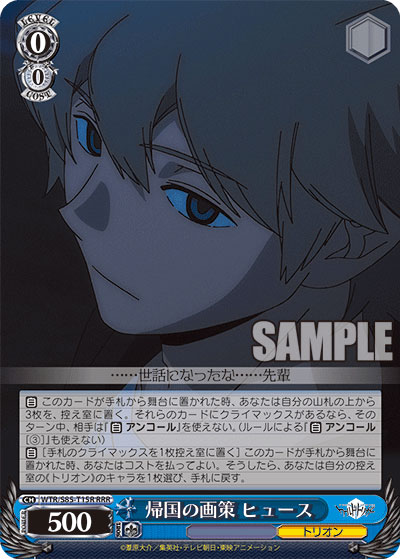 LEVEL
0
0
COST
SAMPLE
……世話になったな……先輩
自 このカードが手札から舞台に置かれた時、あなたは自分の山札の上から
3枚を、控え室に置く。それらのカードにクライマックスがあるなら、その
ターン中、相手は『自 アンコール』を使えない。（ルールによる『自 アンコール
［③］』も使えない）
自 ［手札のクライマックスを1枚控え室に置く］ このカードが手札から舞台に
置かれた時、あなたはコストを払ってよい。そうしたら、あなたは自分の控え
室の《トリオン》のキャラを1枚選び、手札に戻す。
CH WTR/S85-T15R RRR
500
帰国の画策 ヒュース
トリオン
©葦原大介／集英社・テレビ朝日・東映アニメーション